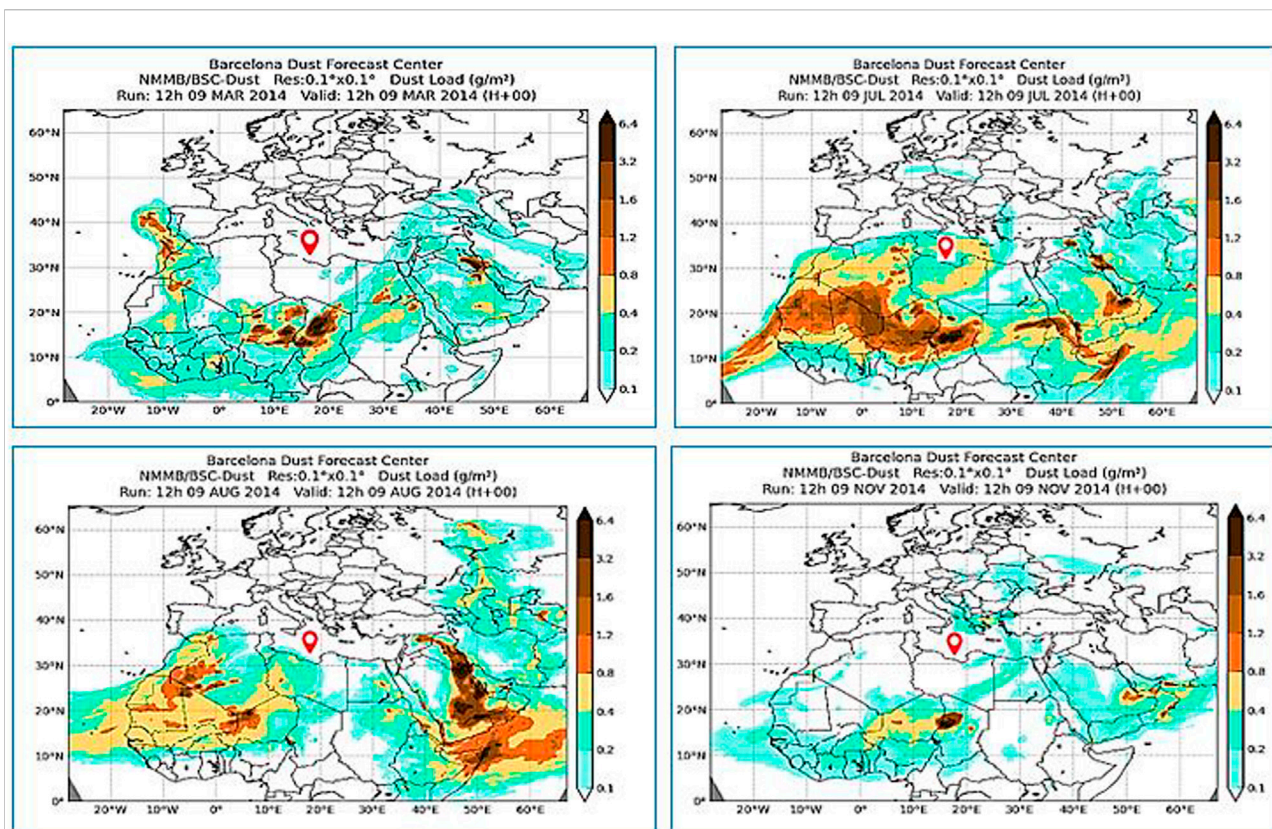 Barcelona Dust Forecast Center
NMMB/BSC-Dust Res:0.1°x0.1° Dust Load (g/m²)
Run: 12h 09 MAR 2014 Valid: 12h 09 MAR 2014 (H+00)
60°N
50°N
40°N
30°N
20°N
10°N
0°
20°W 10°W 0° 10°E 20°E 30°E 40°E 50°E 60°E
6.4
3.2
1.6
1.2
0.8
0.4
0.2
0.1
Barcelona Dust Forecast Center
NMMB/BSC-Dust Res:0.1°x0.1° Dust Load (g/m²)
Run: 12h 09 JUL 2014 Valid: 12h 09 JUL 2014 (H+00)
60°N
50°N
40°N
30°N
20°N
10°N
0°
20°W 10°W 0° 10°E 20°E 30°E 40°E 50°E 60°E
6.4
3.2
1.6
1.2
0.8
0.4
0.2
0.1
Barcelona Dust Forecast Center
NMMB/BSC-Dust Res:0.1°x0.1° Dust Load (g/m²)
Run: 12h 09 AUG 2014 Valid: 12h 09 AUG 2014 (H+00)
60°N
50°N
40°N
30°N
20°N
10°N
0°
20°W 10°W 0° 10°E 20°E 30°E 40°E 50°E 60°E
6.4
3.2
1.6
1.2
0.8
0.4
0.2
0.1
Barcelona Dust Forecast Center
NMMB/BSC-Dust Res:0.1°x0.1° Dust Load (g/m²)
Run: 12h 09 NOV 2014 Valid: 12h 09 NOV 2014 (H+00)
60°N
50°N
40°N
30°N
20°N
10°N
0°
20°W 10°W 0° 10°E 20°E 30°E 40°E 50°E 60°E
6.4
3.2
1.6
1.2
0.8
0.4
0.2
0.1